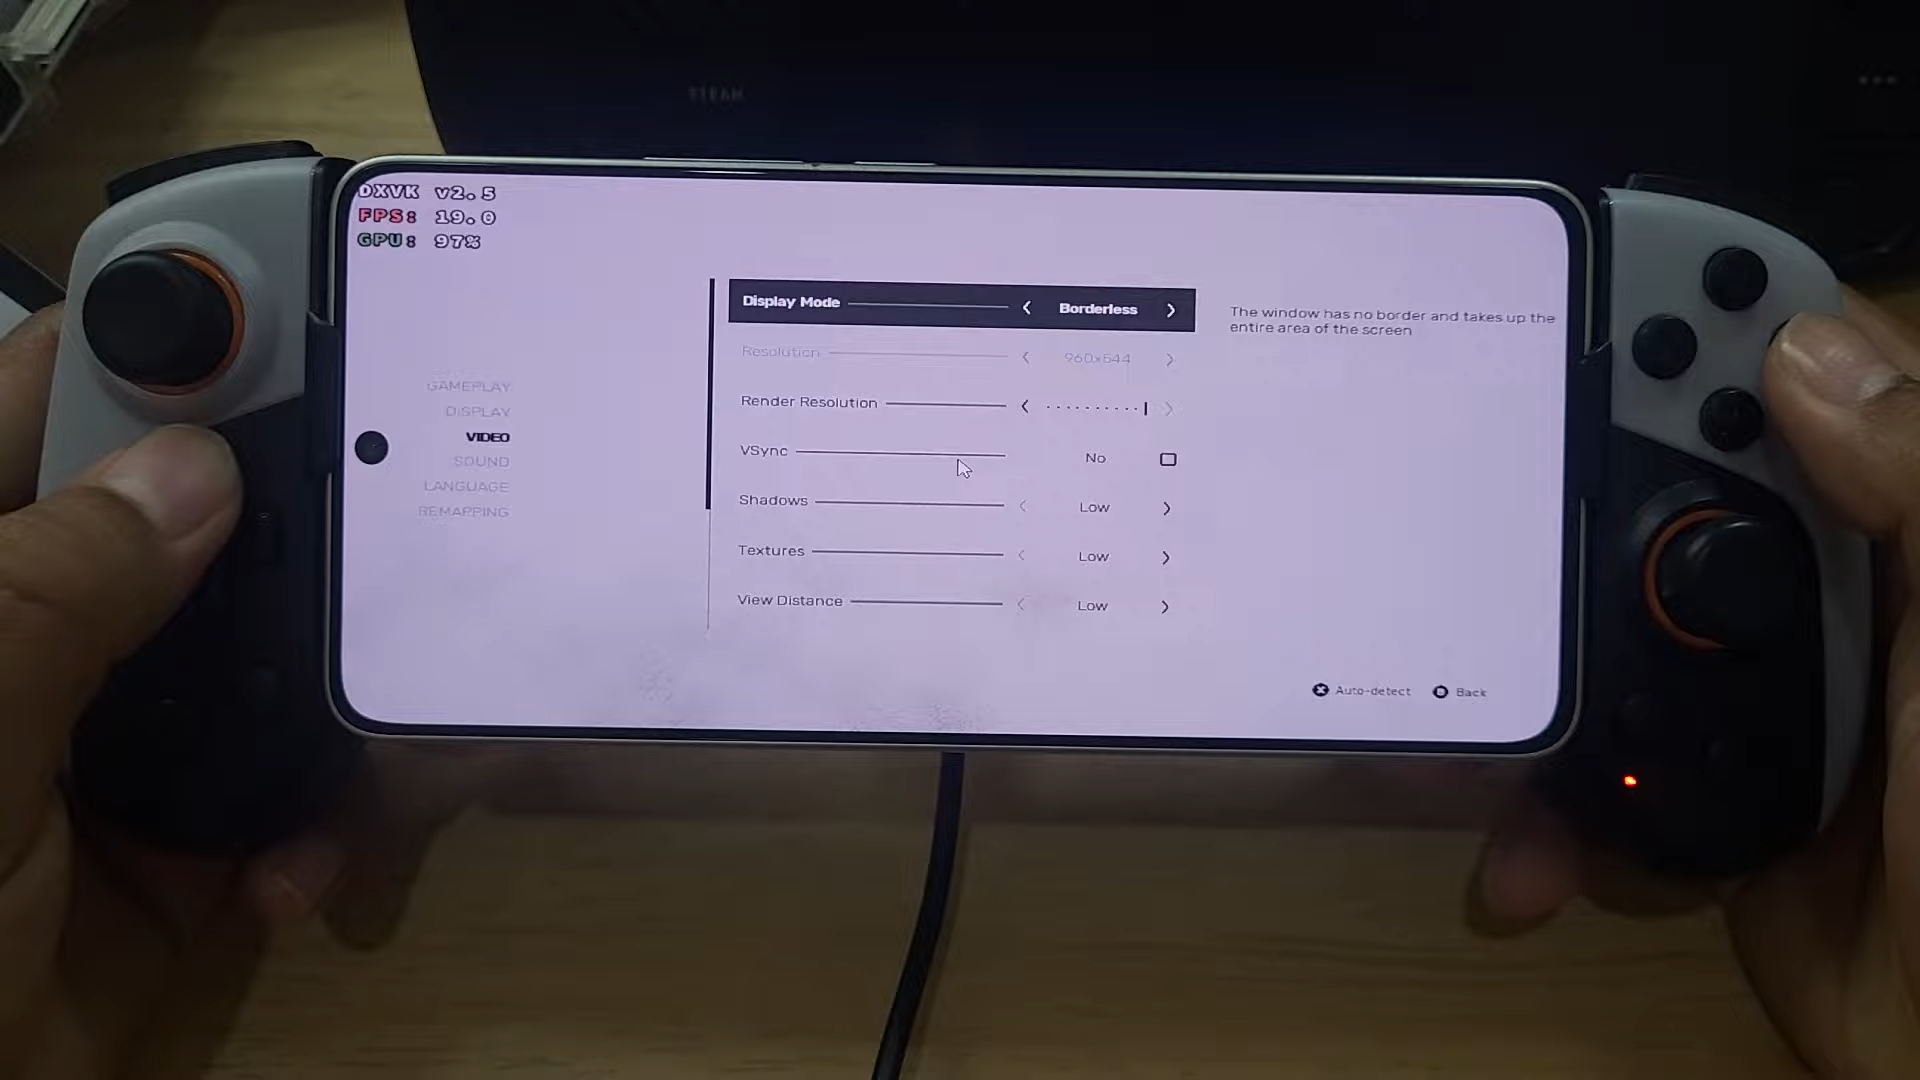 STEAM
DXVK v2.5
FPS: 19.0
GPU: 97%
Display Mode Borderless
The window has no border and takes up the
entire area of the screen
Resolution 960x544
Render Resolution
VSync No
Shadows Low
Textures Low
View Distance Low
GAMEPLAY
DISPLAY
VIDEO
SOUND
LANGUAGE
REMAPPING
Auto-detect Back